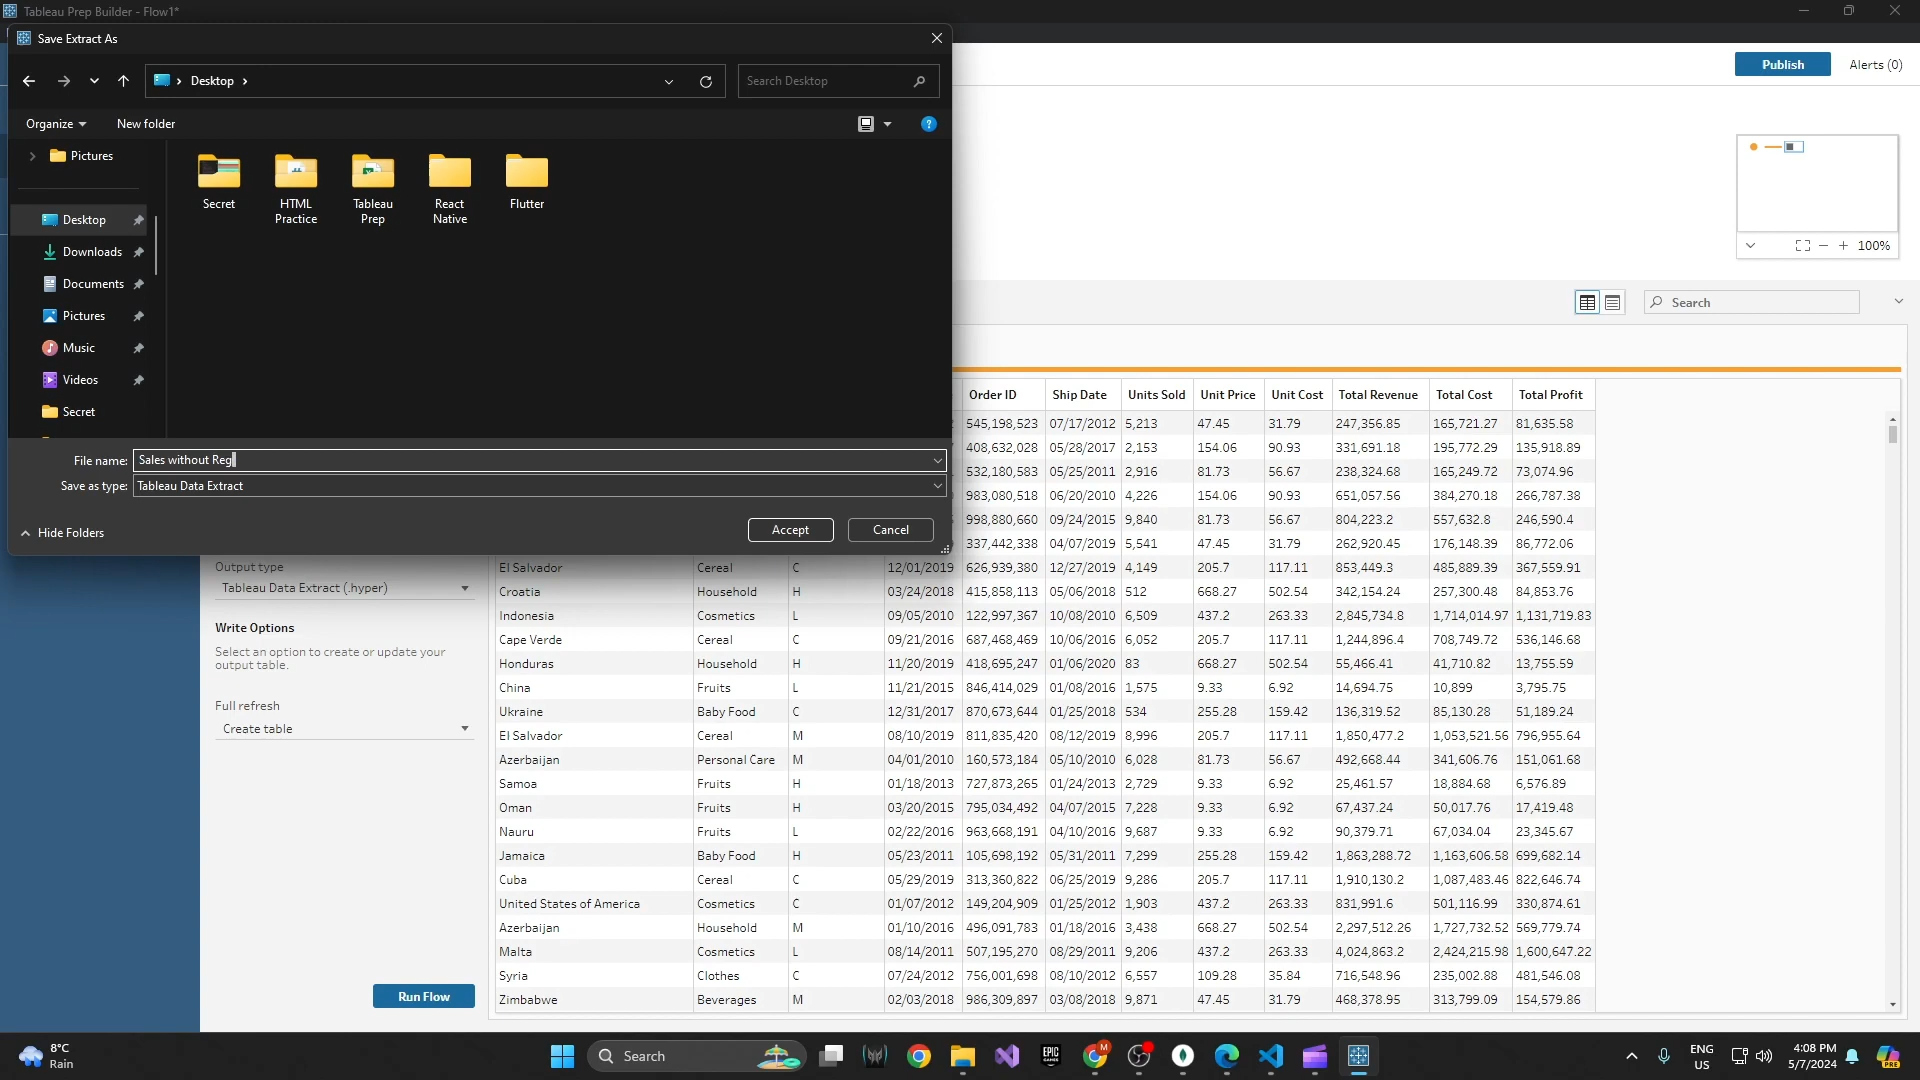 Tableau Prep Builder - Flow1*
Save Extract As
Desktop
Search Desktop
Publish
Alerts (0)
Organize
New folder
Pictures
Secret
HTML Practice
Tableau Prep
React Native
Flutter
Desktop
Downloads
Documents
Pictures
Music
Videos
Secret
100%
Search
File name: Sales without Reg
Save as type: Tableau Data Extract
Hide Folders
Accept
Cancel
Output type
Tableau Data Extract (.hyper)
Write Options
Select an option to create or update your
output table.
Full refresh
Create table
Run Flow
Order ID Ship Date Units Sold Unit Price Unit Cost Total Revenue Total Cost Total Profit
545,198,523 07/17/2012 5,213 47.45 31.79 247,356.85 165,721.27 81,635.58
408,632,028 05/28/2017 2,153 154.06 90.93 331,691.18 195,772.29 135,918.89
532,180,583 05/25/2011 2,916 81.73 56.67 238,324.68 165,249.72 73,074.96
983,080,518 06/20/2010 4,226 154.06 90.93 651,057.56 384,270.18 266,787.38
998,880,660 09/24/2015 9,840 81.73 56.67 804,223.2 557,632.8 246,590.4
337,442,338 04/07/2019 5,541 47.45 31.79 262,920.45 176,148.39 86,772.06
El Salvador Cereal C 12/01/2019 626,939,380 12/27/2019 4,149 205.7 117.11 853,449.3 485,889.39 367,559.91
Croatia Household H 03/24/2018 415,858,113 05/06/2018 512 668.27 502.54 342,154.24 257,300.48 84,853.76
Indonesia Cosmetics L 09/05/2010 122,997,367 10/08/2010 6,509 437.2 263.33 2,845,734.8 1,714,014.97 1,131,719.83
Cape Verde Cereal C 09/21/2016 687,468,469 10/06/2016 6,052 205.7 117.11 1,244,896.4 708,749.72 536,146.68
Honduras Household H 11/20/2019 418,695,247 01/06/2020 83 668.27 502.54 55,466.41 41,710.82 13,755.59
China Fruits L 11/21/2015 846,414,029 01/08/2016 1,575 9.33 6.92 14,694.75 10,899 3,795.75
Ukraine Baby Food C 12/31/2017 870,673,644 01/25/2018 534 255.28 159.42 136,319.52 85,130.28 51,189.24
El Salvador Cereal M 08/10/2019 811,835,420 08/12/2019 8,996 205.7 117.11 1,850,477.2 1,053,521.56 796,955.64
Azerbaijan Personal Care M 04/01/2010 160,573,184 05/10/2010 6,028 81.73 56.67 492,668.44 341,606.76 151,061.68
Samoa Fruits H 01/18/2013 727,873,265 01/24/2013 2,729 9.33 6.92 25,461.57 18,884.68 6,576.89
Oman Fruits H 03/20/2015 795,034,492 04/07/2015 7,228 9.33 6.92 67,437.24 50,017.76 17,419.48
Nauru Fruits L 02/22/2016 963,668,191 04/10/2016 9,687 9.33 6.92 90,379.71 67,034.04 23,345.67
Jamaica Baby Food H 05/23/2011 105,698,192 05/31/2011 7,299 255.28 159.42 1,863,288.72 1,163,606.58 699,682.14
Cuba Cereal C 05/29/2019 313,360,822 06/25/2019 9,286 205.7 117.11 1,910,130.2 1,087,483.46 822,646.74
United States of America Cosmetics C 01/07/2012 149,204,909 01/25/2012 1,903 437.2 263.33 831,991.6 501,116.99 330,874.61
Azerbaijan Household M 01/10/2016 496,091,783 01/18/2016 3,438 668.27 502.54 2,297,512.26 1,727,732.52 569,779.74
Malta Cosmetics L 08/14/2011 507,195,270 08/29/2011 9,206 437.2 263.33 4,024,863.2 2,424,215.98 1,600,647.22
Syria Clothes C 07/24/2012 756,001,698 08/10/2012 6,557 109.28 35.84 716,548.96 235,002.88 481,546.08
Zimbabwe Beverages M 02/03/2018 986,309,897 03/08/2018 9,871 47.45 31.79 468,378.95 313,799.09 154,579.86
8°C
Rain
Search
EPIC
GAMES
M
PRE
ENG
US
4:08 PM
5/7/2024